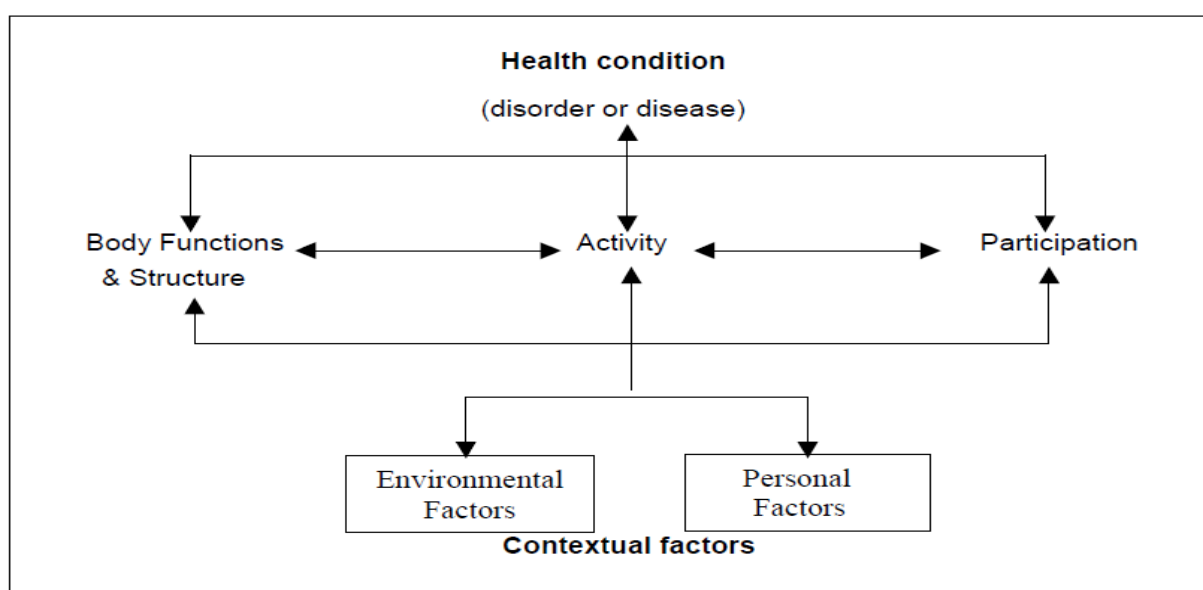 Health condition
(disorder or disease)
Body Functions
& Structure
Activity
Participation
Environmental
Factors
Personal
Factors
Contextual factors